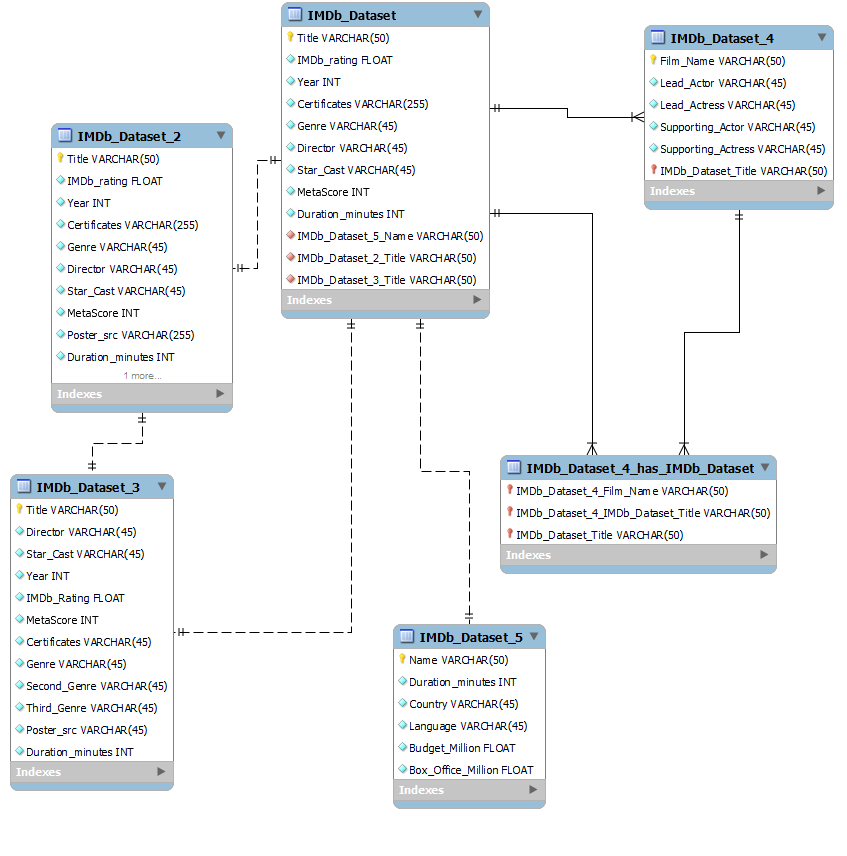 IMDb_Dataset
Title VARCHAR(50)
IMDb_rating FLOAT
Year INT
Certificates VARCHAR(255)
Genre VARCHAR(45)
Director VARCHAR(45)
Star_Cast VARCHAR(45)
MetaScore INT
Duration_minutes INT
IMDb_Dataset_5_Name VARCHAR(50)
IMDb_Dataset_2_Title VARCHAR(50)
IMDb_Dataset_3_Title VARCHAR(50)
Indexes
IMDb_Dataset_4
Film_Name VARCHAR(50)
Lead_Actor VARCHAR(45)
Lead_Actress VARCHAR(45)
Supporting_Actor VARCHAR(45)
Supporting_Actress VARCHAR(45)
IMDb_Dataset_Title VARCHAR(50)
Indexes
IMDb_Dataset_2
Title VARCHAR(50)
IMDb_rating FLOAT
Year INT
Certificates VARCHAR(255)
Genre VARCHAR(45)
Director VARCHAR(45)
Star_Cast VARCHAR(45)
MetaScore INT
Poster_src VARCHAR(255)
Duration_minutes INT
1 more...
Indexes
IMDb_Dataset_4_has_IMDb_Dataset
IMDb_Dataset_4_Film_Name VARCHAR(50)
IMDb_Dataset_4_IMDb_Dataset_Title VARCHAR(50)
IMDb_Dataset_Title VARCHAR(50)
Indexes
IMDb_Dataset_3
Title VARCHAR(50)
Director VARCHAR(45)
Star_Cast VARCHAR(45)
Year INT
IMDb_Rating FLOAT
MetaScore INT
Certificates VARCHAR(45)
Genre VARCHAR(45)
Second_Genre VARCHAR(45)
Third_Genre VARCHAR(45)
Poster_src VARCHAR(45)
Duration_minutes INT
Indexes
IMDb_Dataset_5
Name VARCHAR(50)
Duration_minutes INT
Country VARCHAR(45)
Language VARCHAR(45)
Budget_Million FLOAT
Box_Office_Million FLOAT
Indexes